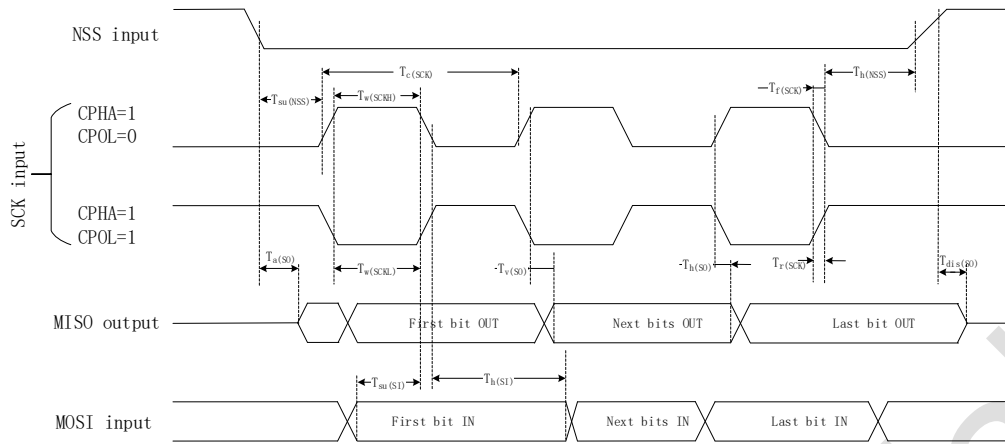 NSS input
Tc(SCK)
Th(NSS)
Tsu(NSS)
Tw(SCKH)
Tf(SCK)
CPHA=1
CPOL=0
SCK input
CPHA=1
CPOL=1
Ta(SO)
Tw(SCKL)
Tv(SO)
Th(SO)
Tr(SCK)
Tdis(SO)
MISO output
First bit OUT
Next bits OUT
Last bit OUT
Tsu(SI)
Th(SI)
MOSI input
First bit IN
Next bits IN
Last bit IN